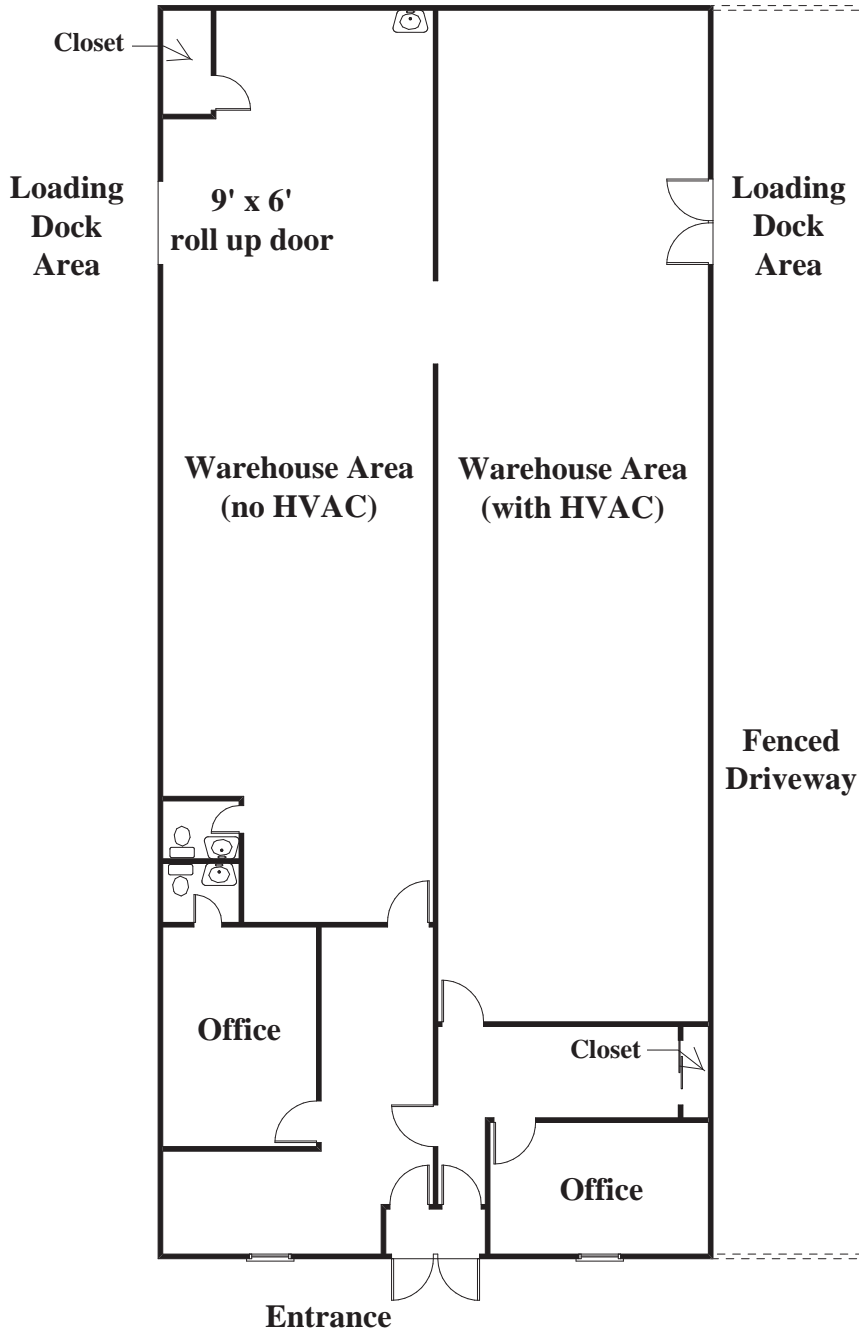 Closet
Loading
Dock
Area
9' x 6'
roll up door
Loading
Dock
Area
Warehouse Area
(no HVAC)
Warehouse Area
(with HVAC)
Fenced
Driveway
Office
Closet
Office
Entrance